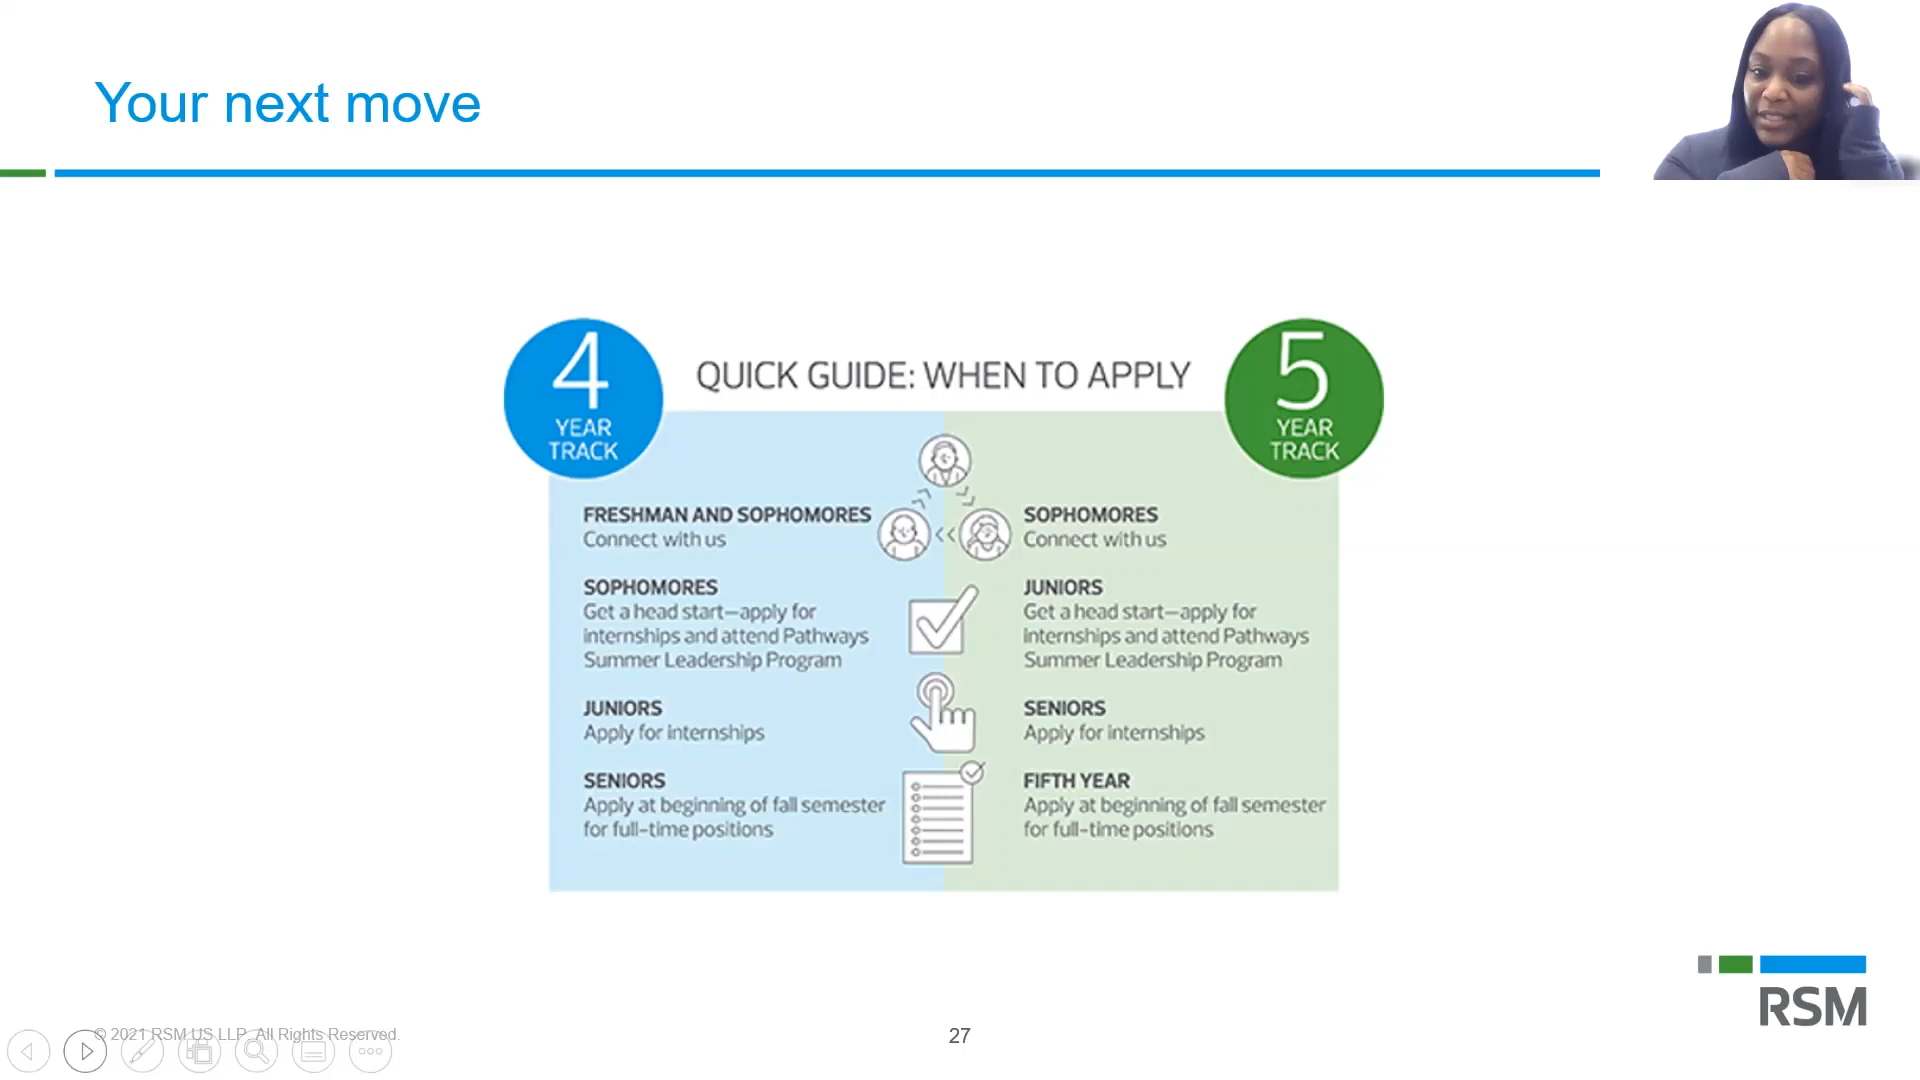 Your next move
4
YEAR
TRACK
QUICK GUIDE: WHEN TO APPLY
5
YEAR
TRACK
FRESHMAN AND SOPHOMORES
Connect with us
SOPHOMORES
Get a head start—apply for
internships and attend Pathways
Summer Leadership Program
JUNIORS
Apply for internships
SENIORS
Apply at beginning of fall semester
for full-time positions
SOPHOMORES
Connect with us
JUNIORS
Get a head start—apply for
internships and attend Pathways
Summer Leadership Program
SENIORS
Apply for internships
FIFTH YEAR
Apply at beginning of fall semester
for full-time positions
RSM
© 2021 RSM US LLP. All Rights Reserved.
27